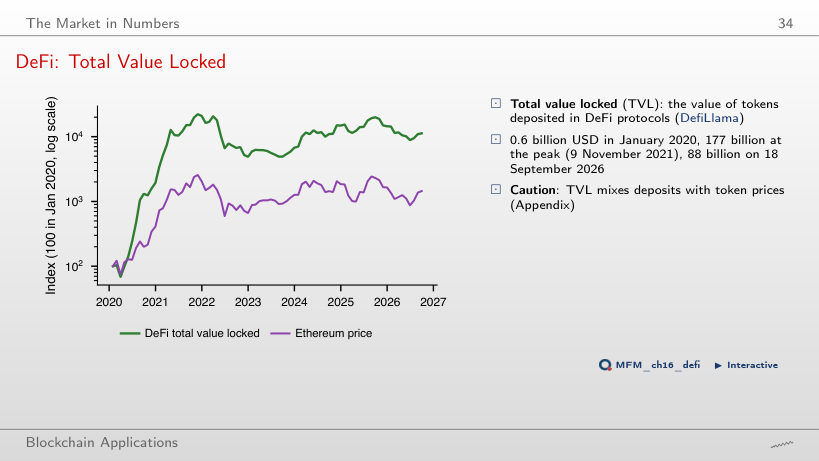 The Market in Numbers 34
DeFi: Total Value Locked
Index (100 in Jan 2020, log scale)
10⁴
10³
10²
2020 2021 2022 2023 2024 2025 2026 2027
DeFi total value locked Ethereum price
Total value locked (TVL): the value of tokens
deposited in DeFi protocols (DefiLlama)
0.6 billion USD in January 2020, 177 billion at
the peak (9 November 2021), 88 billion on 18
September 2026
Caution: TVL mixes deposits with token prices
(Appendix)
MFM_ch16_defi Interactive
Blockchain Applications